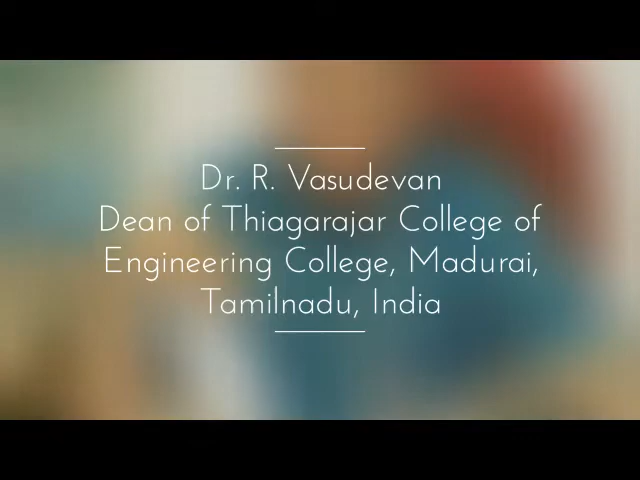 Dr. R. Vasudevan
Dean of Thiagarajar College of
Engineering College, Madurai,
Tamilnadu, India